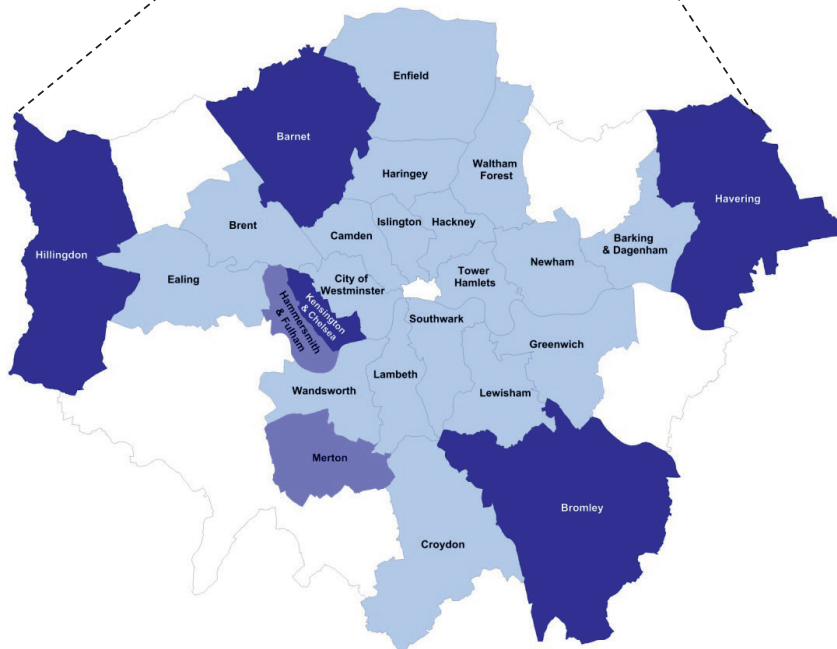 Enfield
Barnet
Waltham
Forest
Haringey
Havering
Islington
Hackney
Brent
Camden
Barking
& Dagenham
Hillingdon
Ealing
City of
Westminster
Tower
Hamlets
Newham
Kensington
& Chelsea
Hammersmith
& Fulham
Southwark
Greenwich
Lambeth
Wandsworth
Lewisham
Merton
Bromley
Croydon